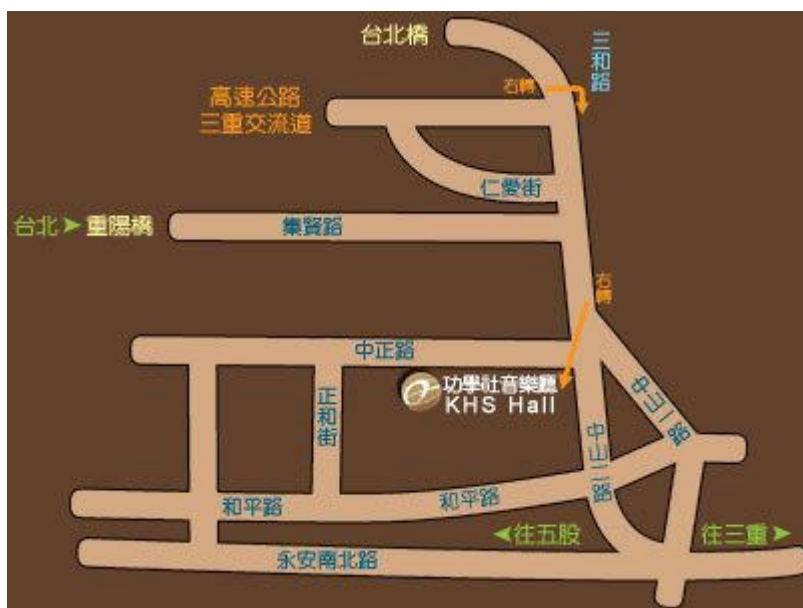 台北橋
三和路
右轉
高速公路
三重交流道
仁愛街
台北➤重陽橋
集賢路
右轉
中正路
功學社音樂廳
KHS Hall
正和街
中山一路
中山二路
和平路
和平路
◄往五股
往三重➤
永安南北路